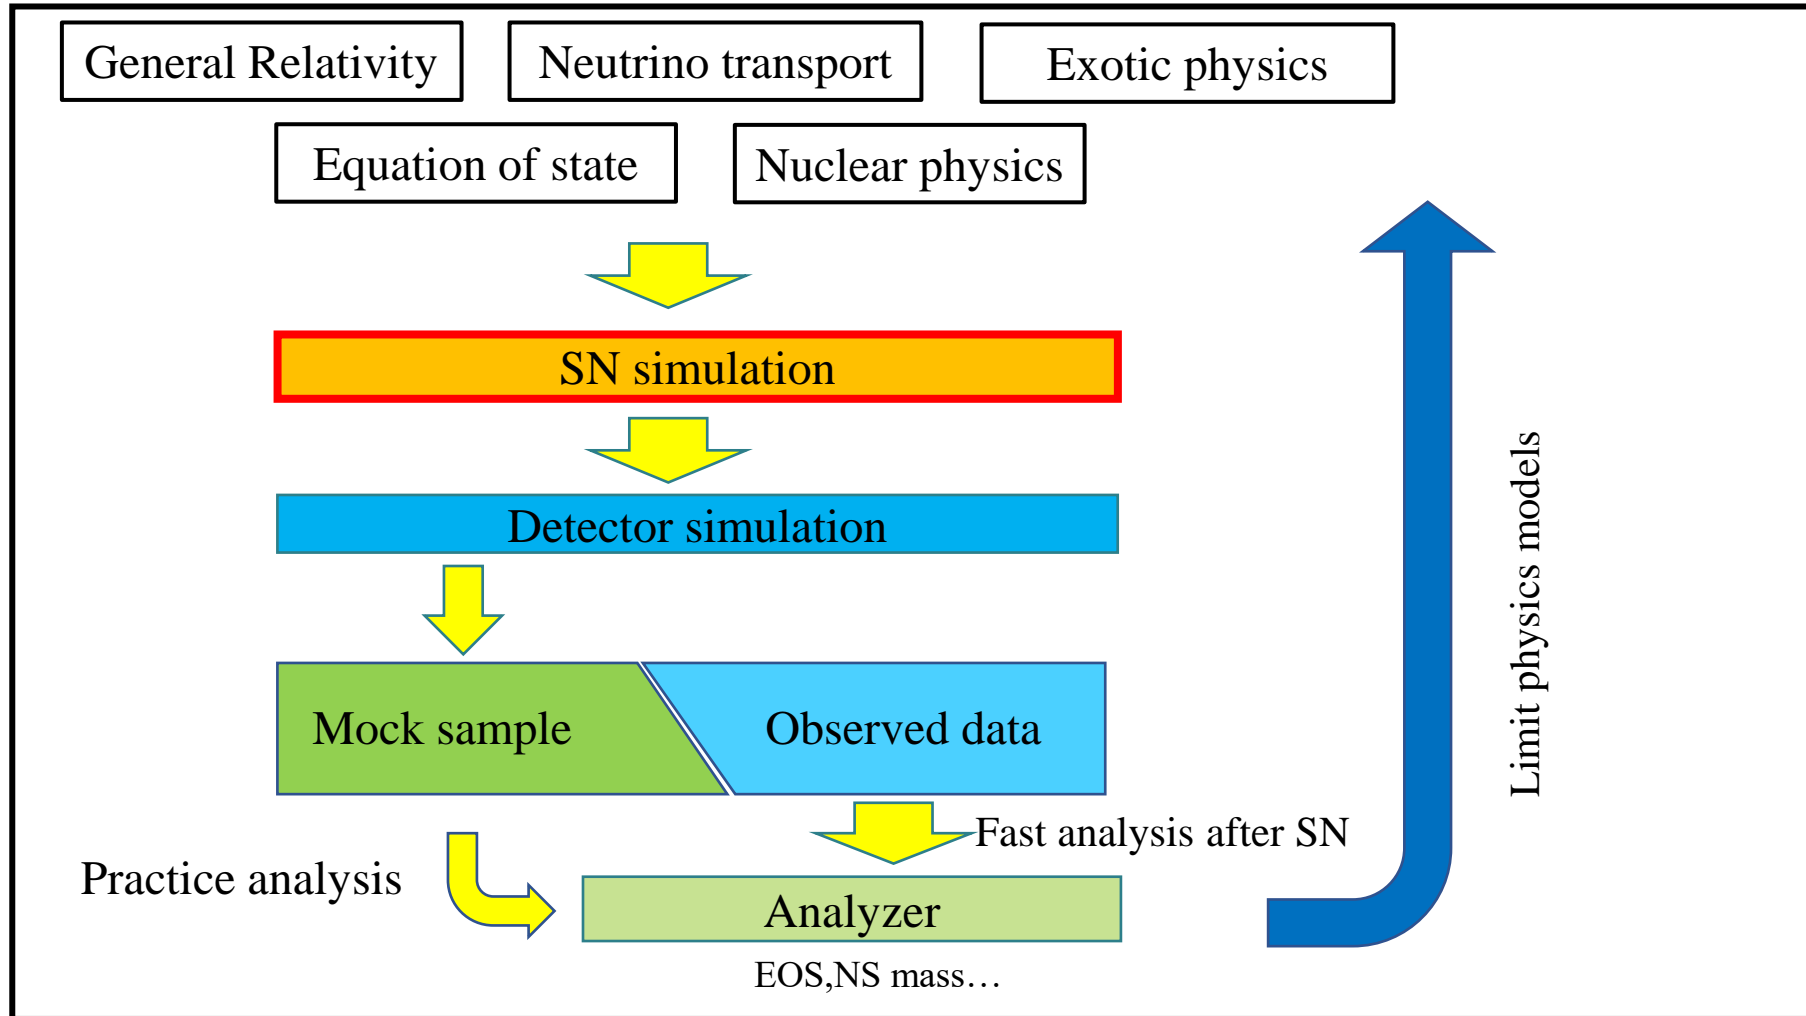 General Relativity
Neutrino transport
Exotic physics
Equation of state
Nuclear physics
SN simulation
Detector simulation
Mock sample
Observed data
Fast analysis after SN
Practice analysis
Analyzer
EOS,NS mass…
Limit physics models